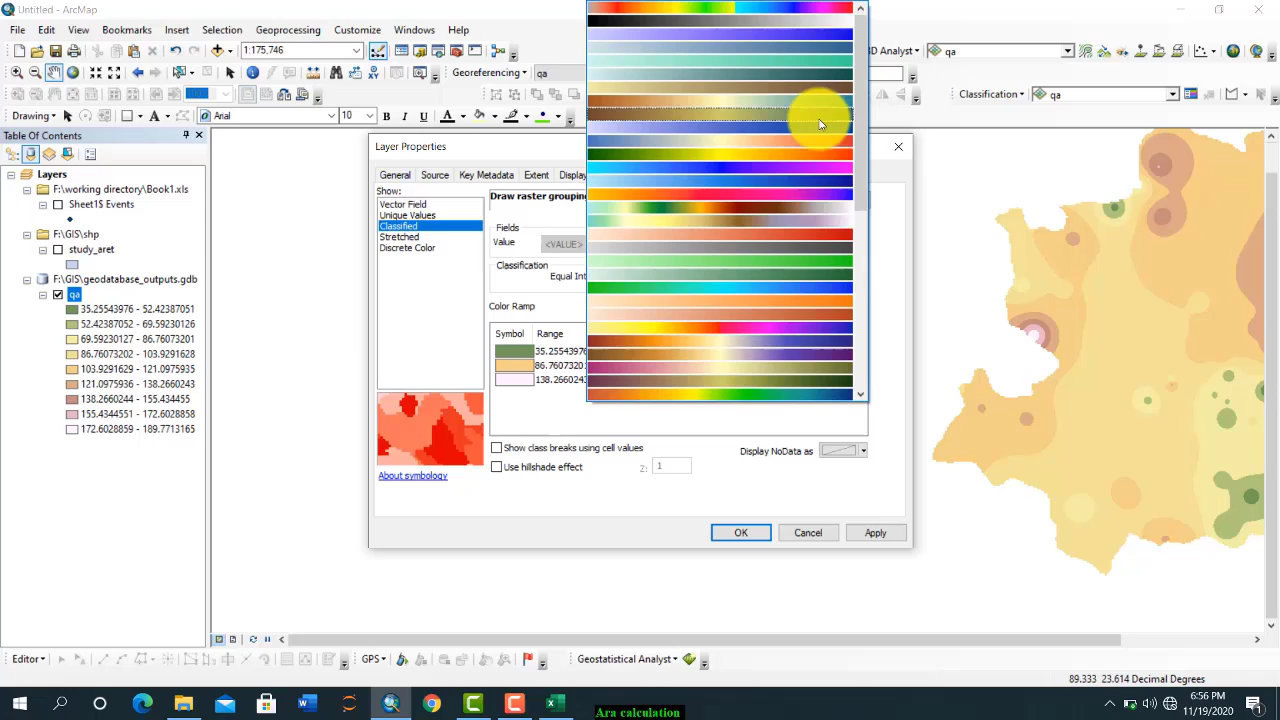 Untitled - ArcMap
File Edit View Bookmarks Insert Selection Geoprocessing Customize Windows Help
1:175,746
3D Analyst
qa
Georeferencing
qa
Classification
qa
Drawing
A
Arial
10
B I U A
Table Of Contents
Layers
F:\working directory\Book1.xls
Sheet1$ Events
F:\GIS\shp
study_aret
F:\GIS\geodatabase_outputs.gdb
qa
35.25543976 - 52.42387051
52.42387052 - 69.59230126
69.59230127 - 86.76073201
86.76073202 - 103.9291628
103.9291629 - 121.0975935
121.0975936 - 138.2660243
138.2660244 - 155.434455
155.4344551 - 172.6028858
172.6028859 - 189.7713165
Layer Properties
General Source Key Metadata Extent Display
Show:
Vector Field
Unique Values
Classified
Stretched
Discrete Color
About symbology
Draw raster grouping
Fields
Value
<VALUE>
Classification
Equal Int
Color Ramp
Symbol Range
35.25543976
86.76073201
138.2660243
Show class breaks using cell values
Use hillshade effect
Z:
1
Display NoData as
OK Cancel Apply
Editor
GPS
Geostatistical Analyst
89.333 23.614 Decimal Degrees
6:56 PM
11/19/2020
Ara calculation